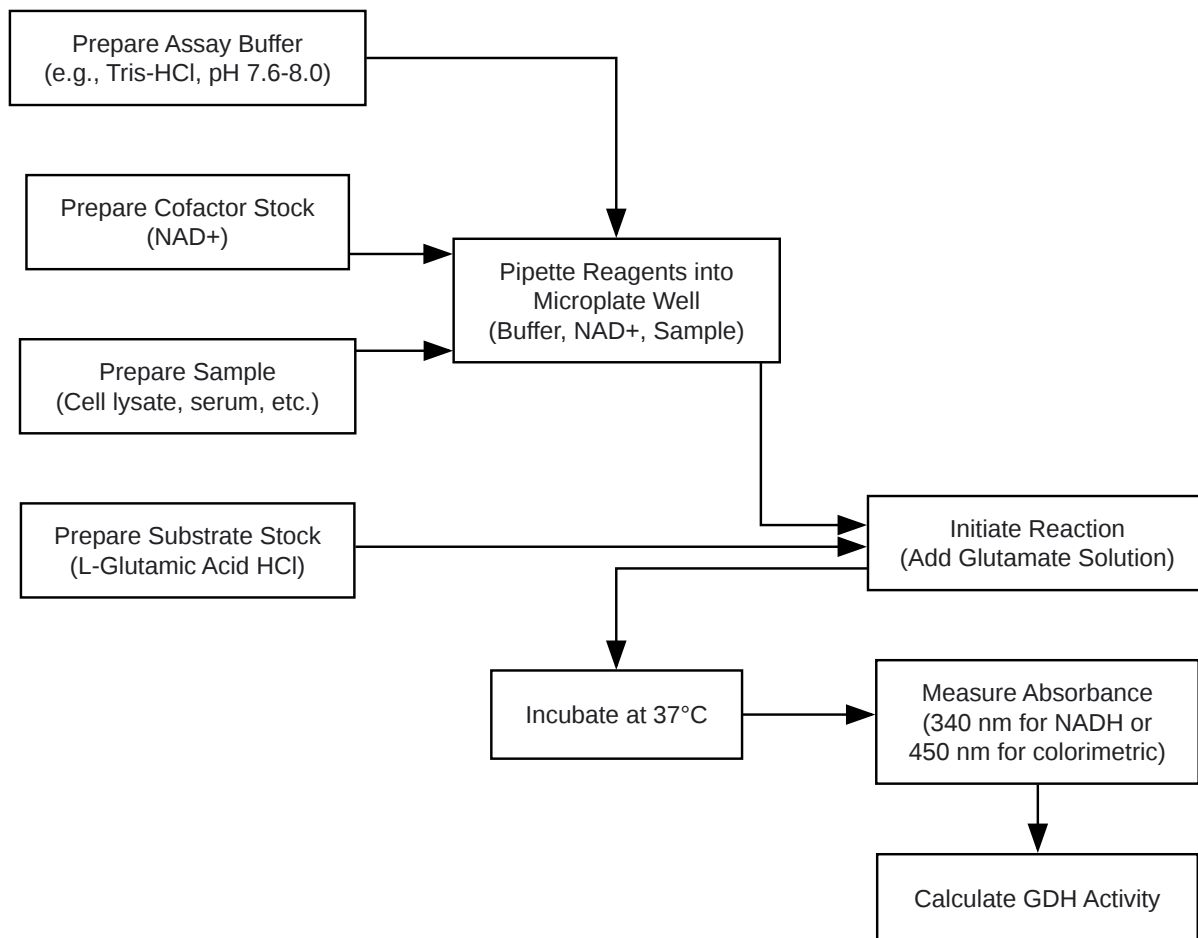 Prepare Assay Buffer
(e.g., Tris-HCl, pH 7.6-8.0)
Prepare Cofactor Stock
(NAD+)
Pipette Reagents into
Microplate Well
(Buffer, NAD+, Sample)
Prepare Sample
(Cell lysate, serum, etc.)
Prepare Substrate Stock
(L-Glutamic Acid HCl)
Initiate Reaction
(Add Glutamate Solution)
Incubate at 37°C
Measure Absorbance
(340 nm for NADH or
450 nm for colorimetric)
Calculate GDH Activity